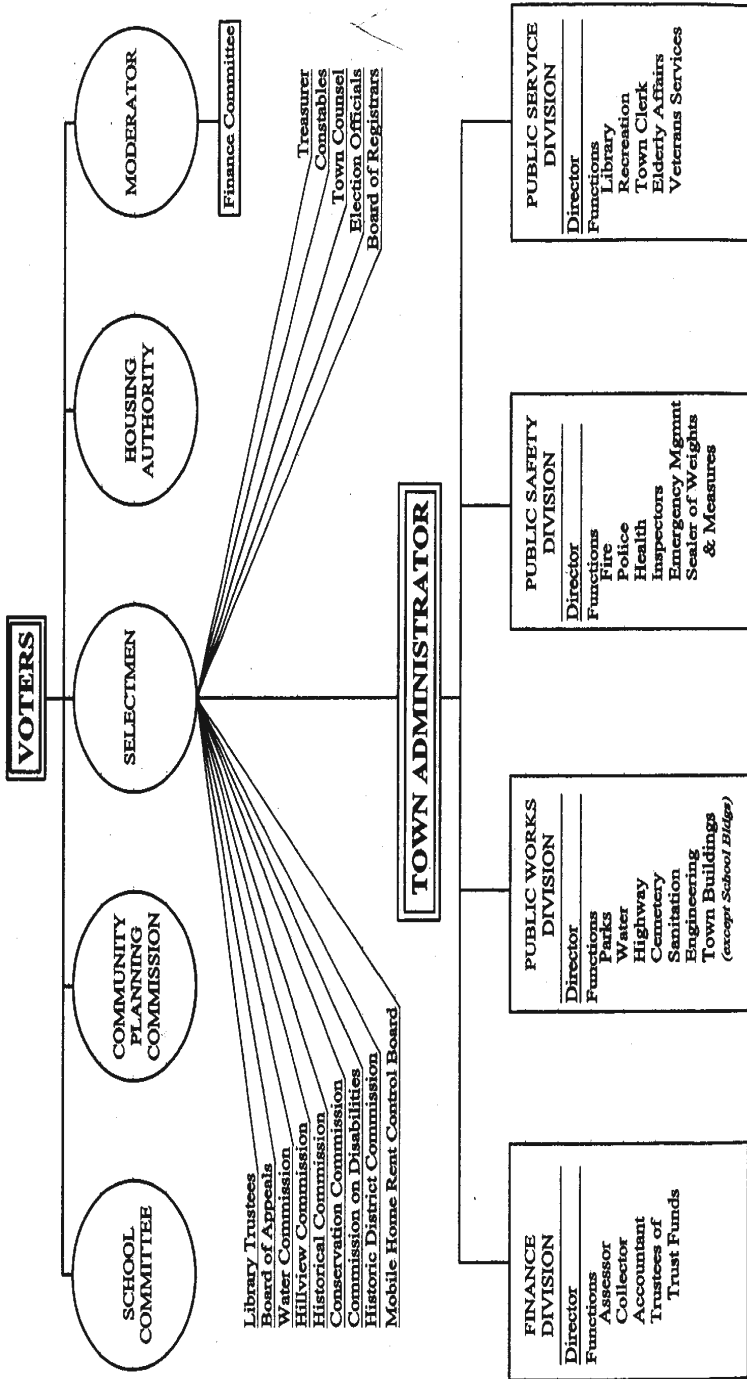 VOTERS
SCHOOL
COMMITTEE
COMMUNITY
PLANNING
COMMISSION
SELECTMEN
HOUSING
AUTHORITY
MODERATOR
Finance Committee
Library Trustees
Board of Appeals
Water Commission
Hillview Commission
Historical Commission
Conservation Commission
Commission on Disabilities
Historic District Commission
Mobile Home Rent Control Board
Treasurer
Constables
Town Counsel
Election Officials
Board of Registrars
TOWN ADMINISTRATOR
FINANCE
DIVISION
Director
Functions
Assessor
Collector
Accountant
Trustees of
Trust Funds
PUBLIC WORKS
DIVISION
Director
Functions
Parks
Water
Highway
Cemetery
Sanitation
Engineering
Town Buildings
(except School Bldgs)
PUBLIC SAFETY
DIVISION
Director
Functions
Fire
Police
Health
Inspectors
Emergency Mgmnt
Sealer of Weights
& Measures
PUBLIC SERVICE
DIVISION
Director
Functions
Library
Recreation
Town Clerk
Elderly Affairs
Veterans Services